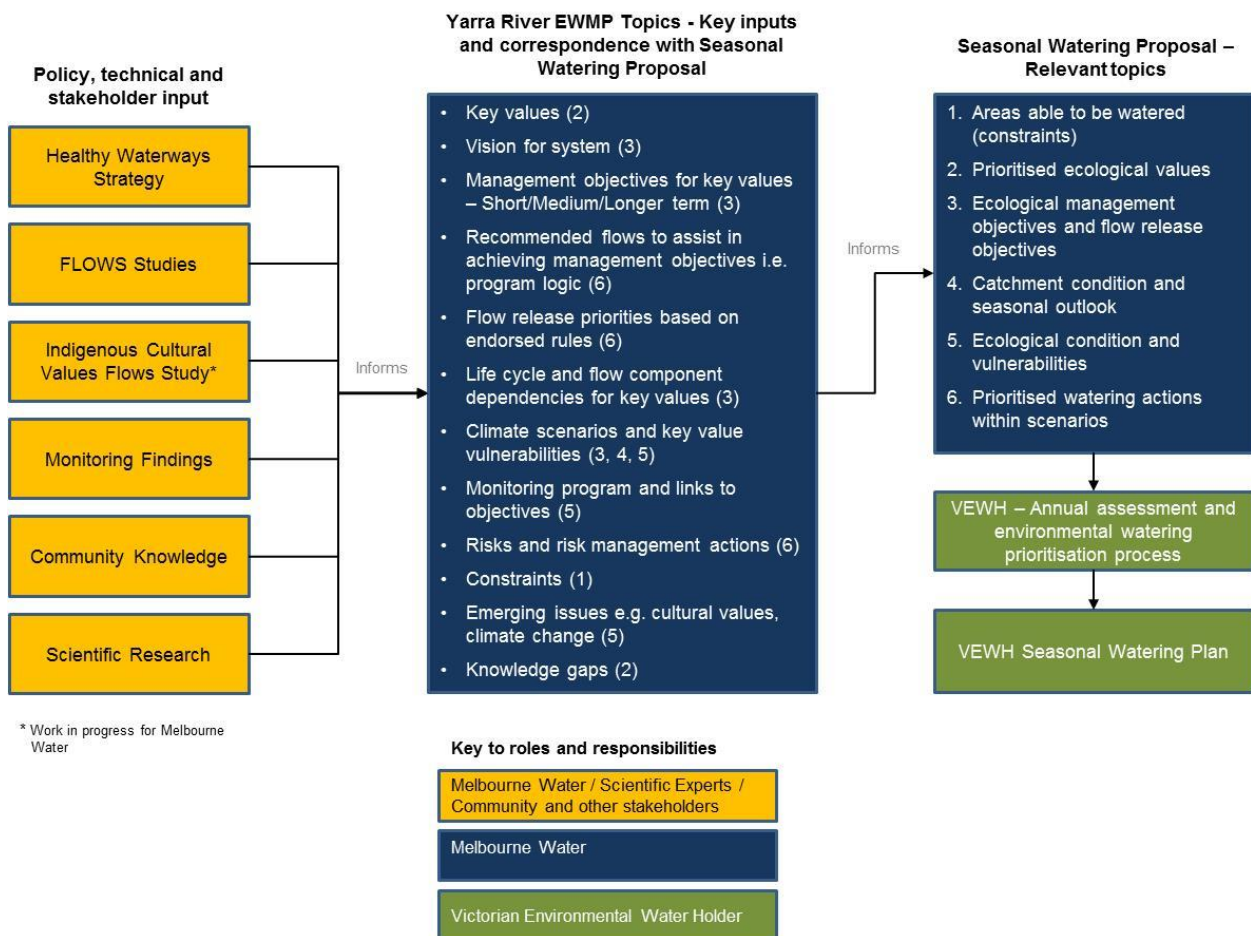 Policy, technical and
stakeholder input
Healthy Waterways
Strategy
FLOWS Studies
Indigenous Cultural
Values Flows Study*
Monitoring Findings
Community Knowledge
Scientific Research
* Work in progress for Melbourne
Water
Informs
Yarra River EWMP Topics - Key inputs
and correspondence with Seasonal
Watering Proposal
• Key values (2)
• Vision for system (3)
• Management objectives for key values
– Short/Medium/Longer term (3)
• Recommended flows to assist in
achieving management objectives i.e.
program logic (6)
• Flow release priorities based on
endorsed rules (6)
• Life cycle and flow component
dependencies for key values (3)
• Climate scenarios and key value
vulnerabilities (3, 4, 5)
• Monitoring program and links to
objectives (5)
• Risks and risk management actions (6)
• Constraints (1)
• Emerging issues e.g. cultural values,
climate change (5)
• Knowledge gaps (2)
Informs
Seasonal Watering Proposal –
Relevant topics
1. Areas able to be watered
(constraints)
2. Prioritised ecological values
3. Ecological management
objectives and flow release
objectives
4. Catchment condition and
seasonal outlook
5. Ecological condition and
vulnerabilities
6. Prioritised watering actions
within scenarios
VEWH – Annual assessment and
environmental watering
prioritisation process
VEWH Seasonal Watering Plan
Key to roles and responsibilities
Melbourne Water / Scientific Experts /
Community and other stakeholders
Melbourne Water
Victorian Environmental Water Holder